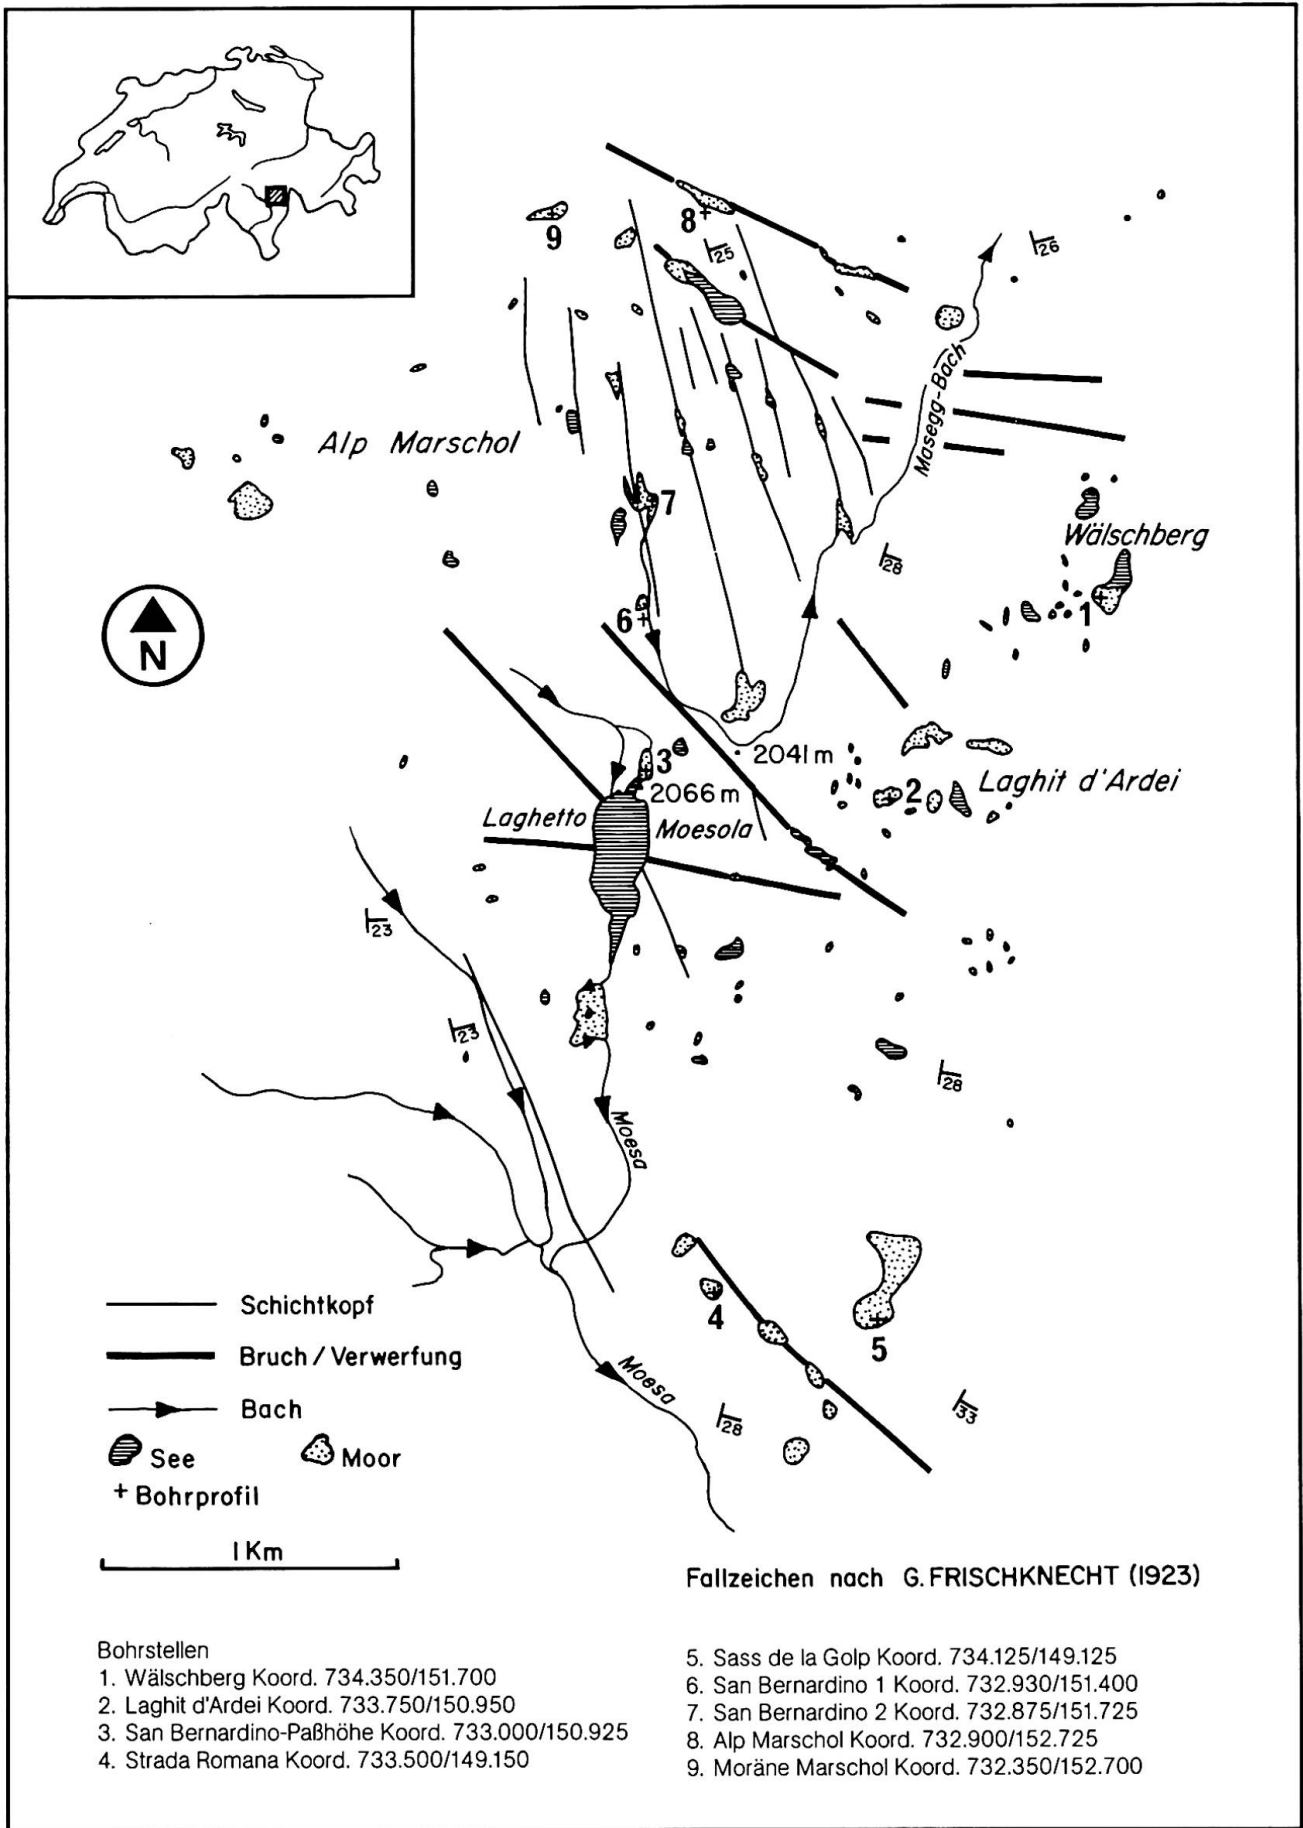 9
8
25
26
Masegg-Bach
Alp Marschol
7
28
Wälschberg
1
6
N
3
2041 m
2066 m
2
Laghit d'Ardei
Laghetto
Moesola
23
23
28
Moesa
4
5
Moesa
28
33
Schichtkopf
Bruch / Verwerfung
Bach
See
Moor
+ Bohrprofil
1 Km
Fallzeichen nach G. FRISCHKNECHT (1923)
Bohrstellen
1. Wälschberg Koord. 734.350/151.700
2. Laghit d'Ardei Koord. 733.750/150.950
3. San Bernardino-Paßhöhe Koord. 733.000/150.925
4. Strada Romana Koord. 733.500/149.150
5. Sass de la Golp Koord. 734.125/149.125
6. San Bernardino 1 Koord. 732.930/151.400
7. San Bernardino 2 Koord. 732.875/151.725
8. Alp Marschol Koord. 732.900/152.725
9. Moräne Marschol Koord. 732.350/152.700